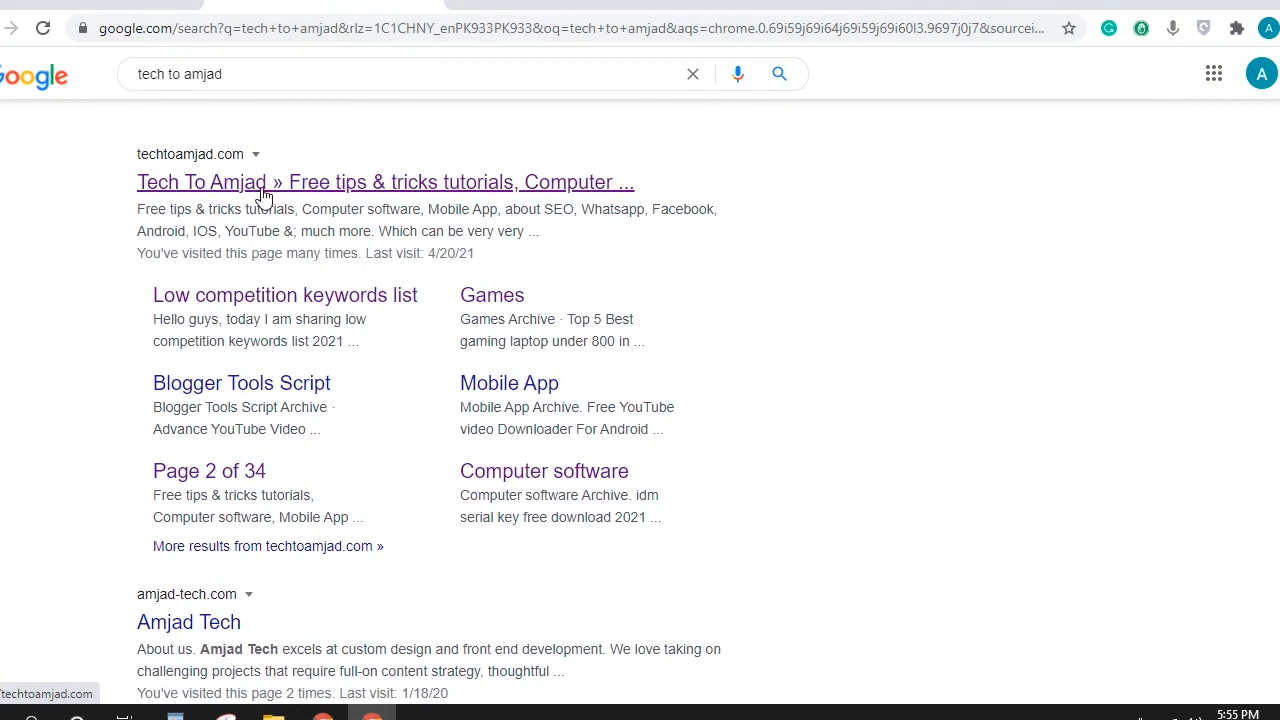 google.com/search?q=tech+to+amjad&rlz=1C1CHNY_enPK933PK933&oq=tech+to+amjad&aqs=chrome.0.69i59j69i64j69i59j69i60l3.9697j0j7&sourcei...
A
Google
tech to amjad
A
techtoamjad.com
Tech To Amjad » Free tips & tricks tutorials, Computer ...
Free tips & tricks tutorials, Computer software, Mobile App, about SEO, Whatsapp, Facebook,
Android, IOS, YouTube &; much more. Which can be very very ...
You've visited this page many times. Last visit: 4/20/21
Low competition keywords list
Hello guys, today I am sharing low
competition keywords list 2021 ...
Games
Games Archive · Top 5 Best
gaming laptop under 800 in ...
Blogger Tools Script
Blogger Tools Script Archive ·
Advance YouTube Video ...
Mobile App
Mobile App Archive. Free YouTube
video Downloader For Android ...
Page 2 of 34
Free tips & tricks tutorials,
Computer software, Mobile App ...
Computer software
Computer software Archive. idm
serial key free download 2021 ...
More results from techtoamjad.com »
amjad-tech.com
Amjad Tech
About us. Amjad Tech excels at custom design and front end development. We love taking on
challenging projects that require full-on content strategy, thoughtful ...
You've visited this page 2 times. Last visit: 1/18/20
/techtoamjad.com
5:55 PM